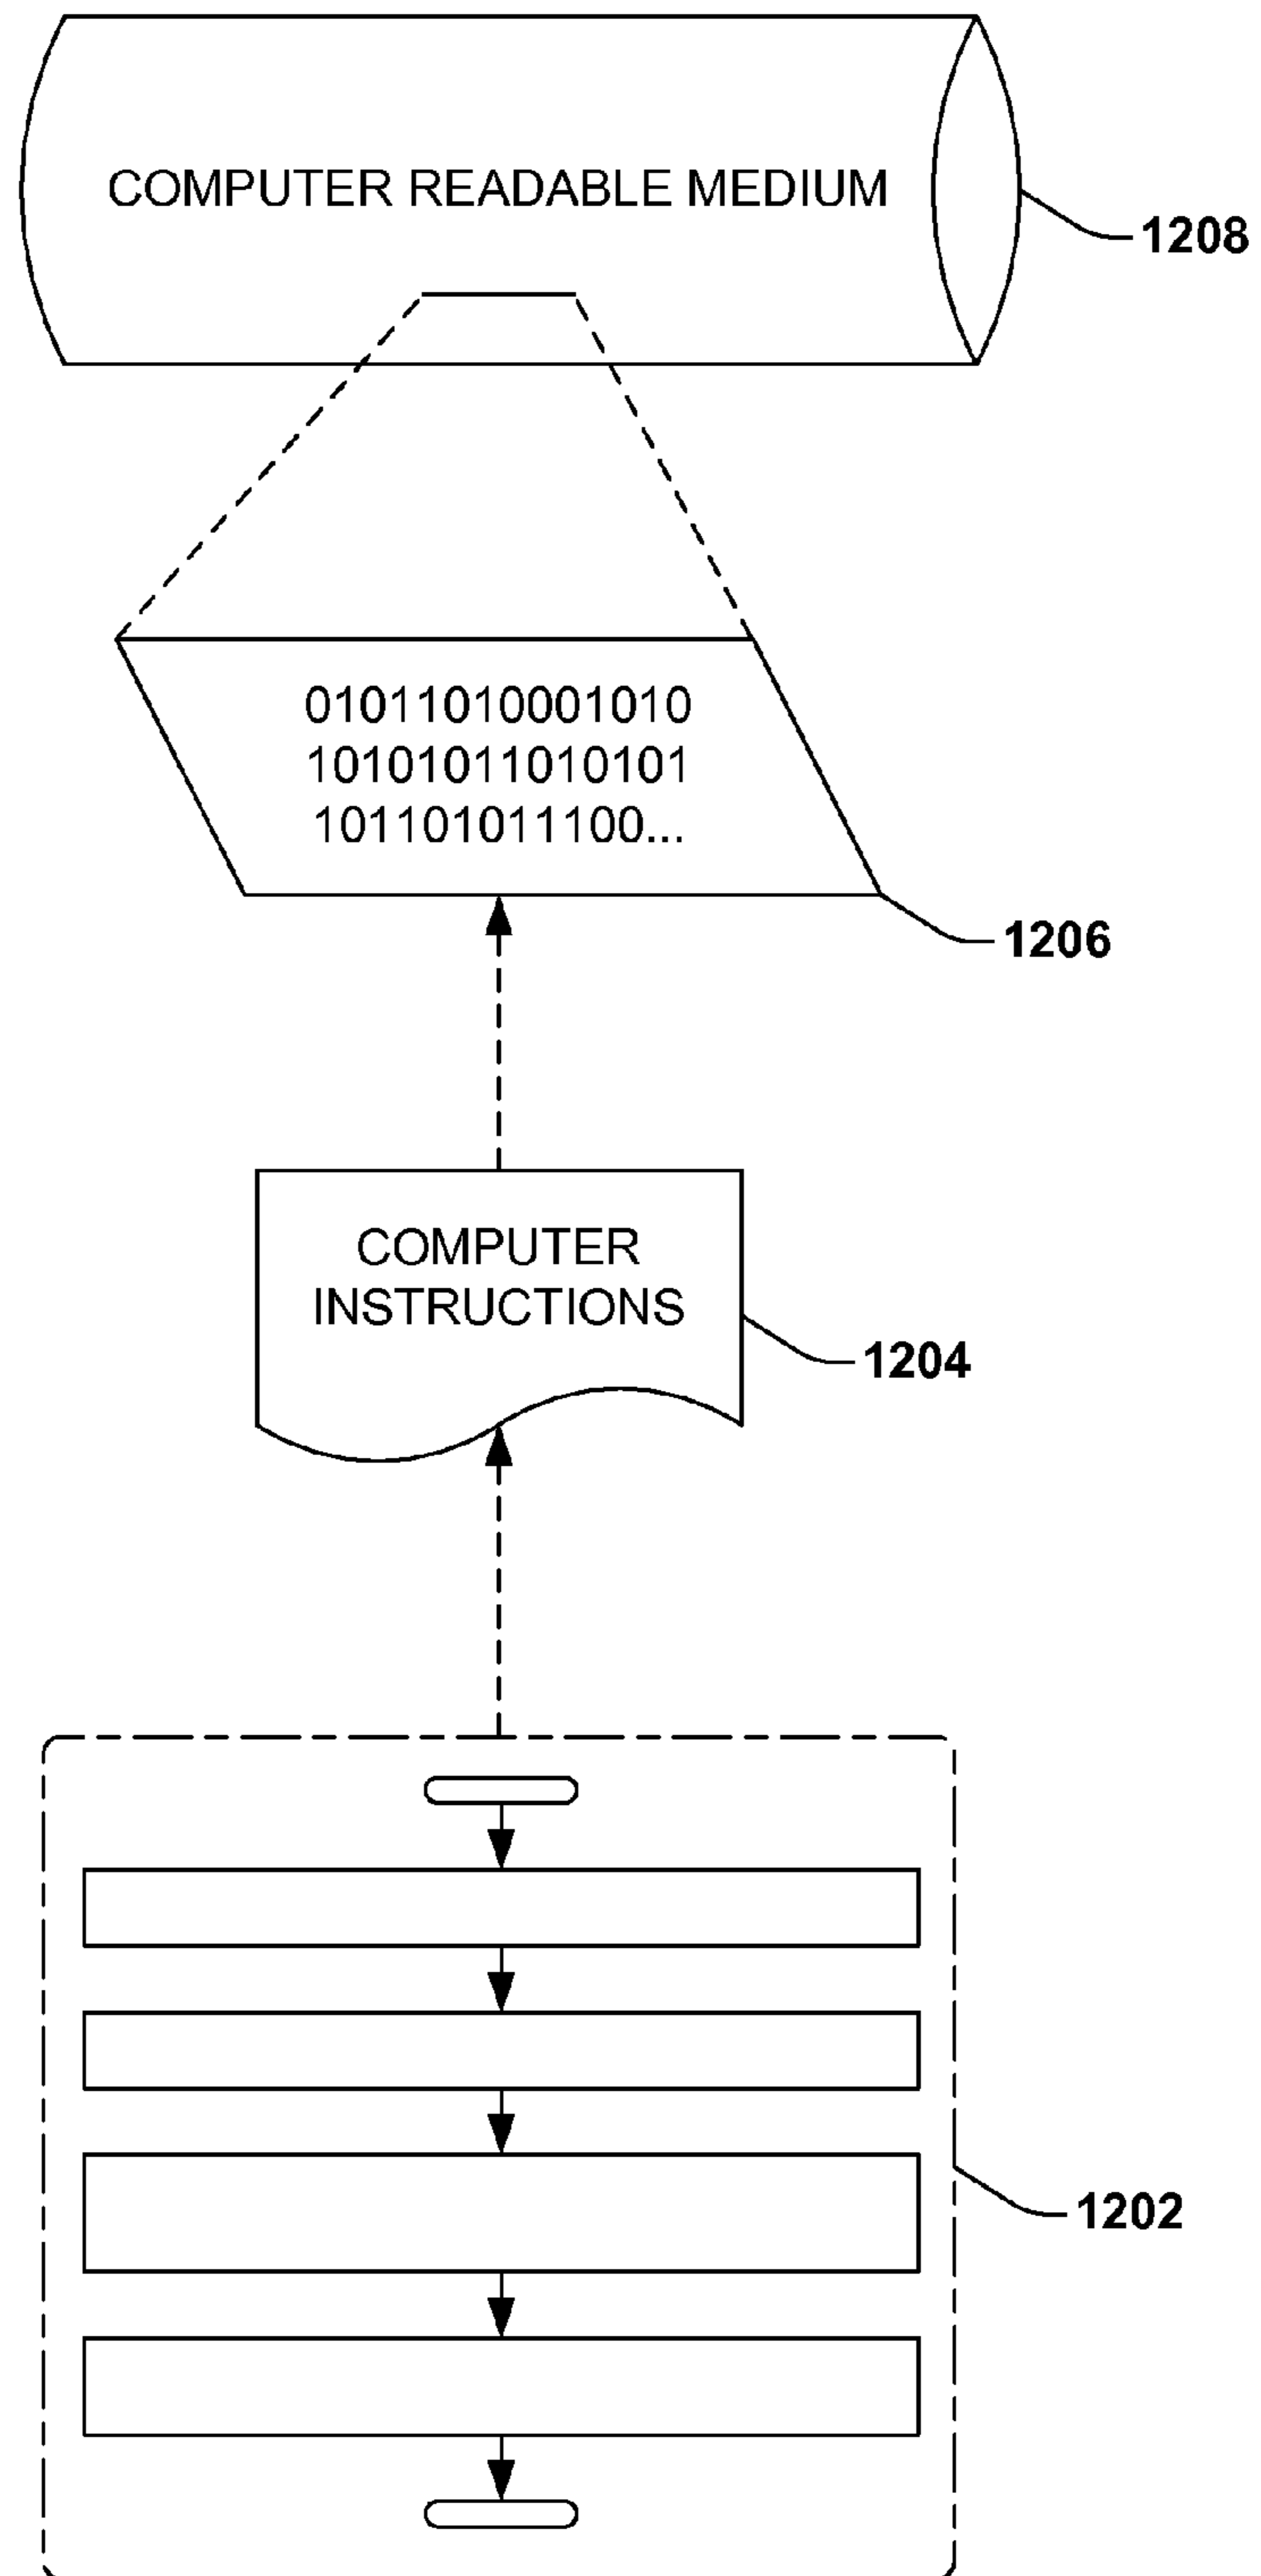 COMPUTER READABLE MEDIUM
1208
01011010001010
10101011010101
101101011100...
1206
COMPUTER
INSTRUCTIONS
1204
1202